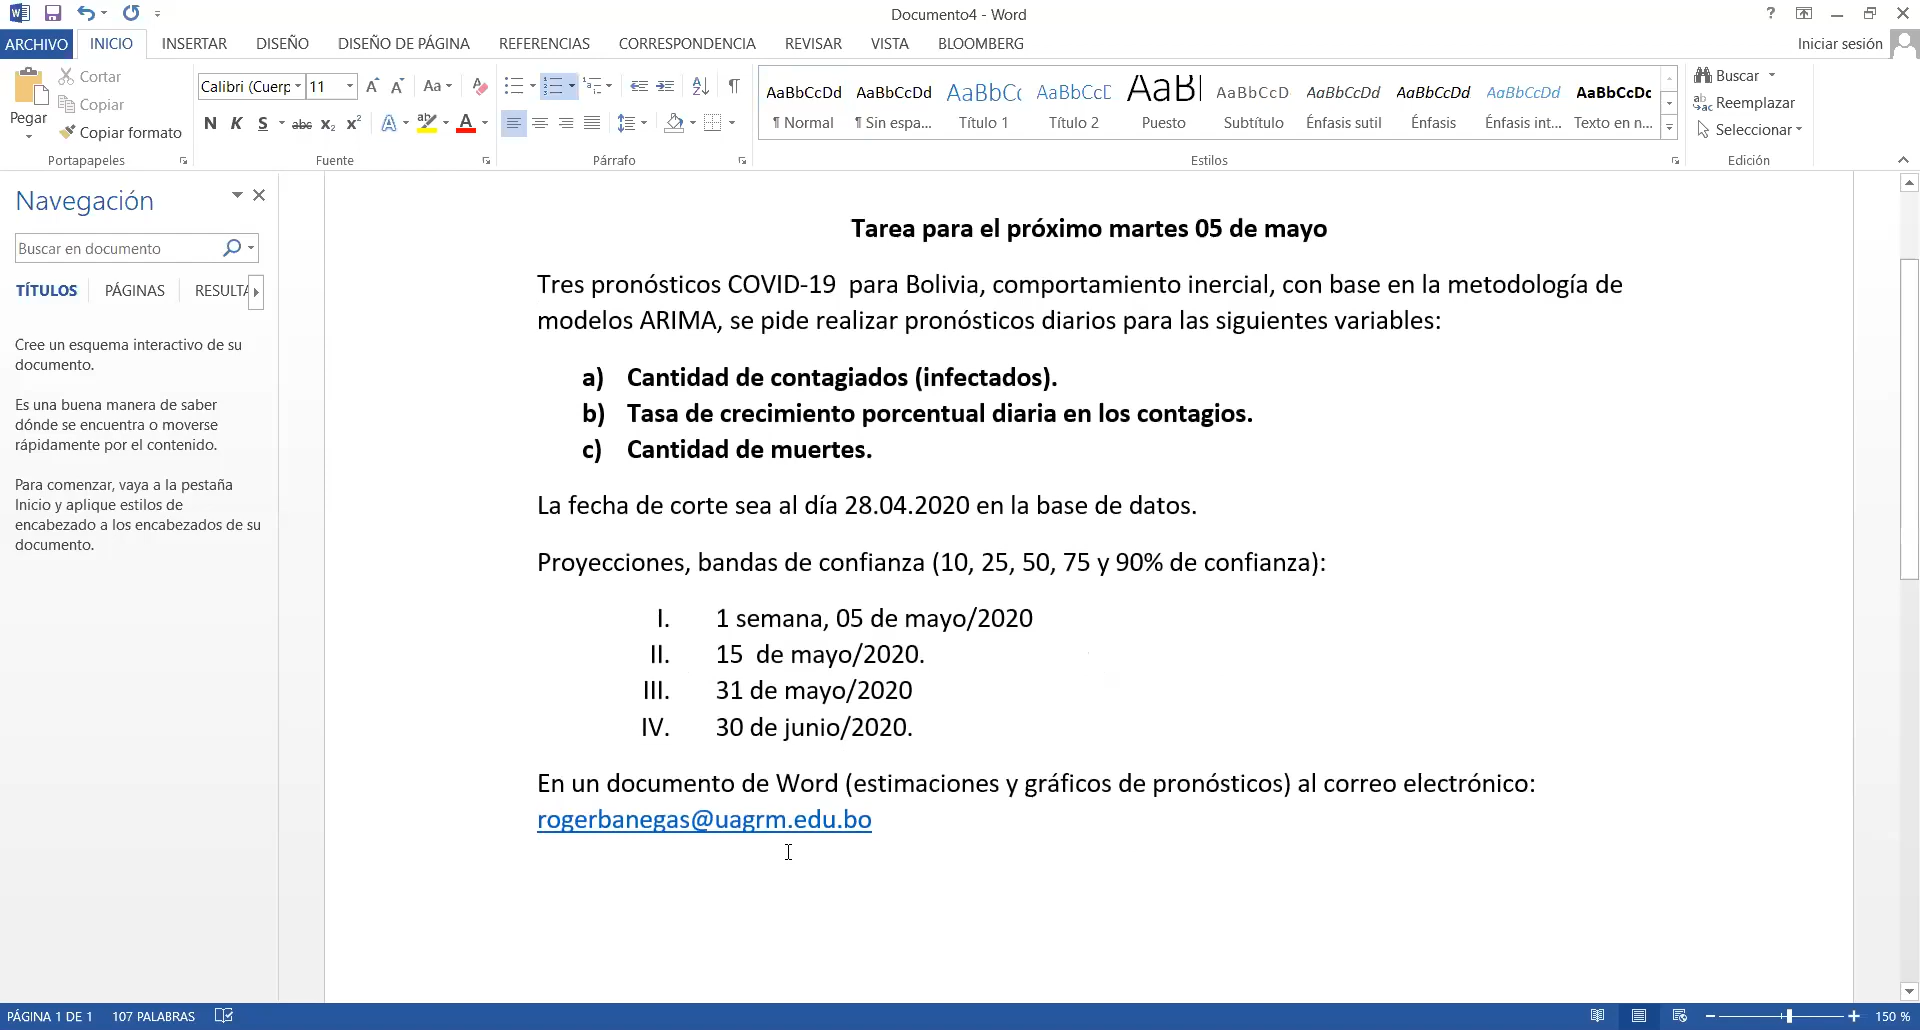 Documento4 - Word
ARCHIVO INICIO INSERTAR DISEÑO DISEÑO DE PÁGINA REFERENCIAS CORRESPONDENCIA REVISAR VISTA BLOOMBERG Iniciar sesión
Pegar
Cortar
Copiar
Copiar formato
Portapapeles
Calibri (Cuerp 11
Aa
N K S abc x₂ x² A ab A
Fuente
Párrafo
AaBbCcDd AaBbCcDd AaBbCc AaBbCcD AaBl AaBbCcD AaBbCcDd AaBbCcDd AaBbCcDd AaBbCcDc
¶ Normal ¶ Sin espa... Título 1 Título 2 Puesto Subtítulo Énfasis sutil Énfasis Énfasis int... Texto en n...
Estilos
Buscar
Reemplazar
Seleccionar
Edición
Navegación
Buscar en documento
TÍTULOS PÁGINAS RESULTA
Cree un esquema interactivo de su
documento.
Es una buena manera de saber
dónde se encuentra o moverse
rápidamente por el contenido.
Para comenzar, vaya a la pestaña
Inicio y aplique estilos de
encabezado a los encabezados de su
documento.
Tarea para el próximo martes 05 de mayo
Tres pronósticos COVID-19 para Bolivia, comportamiento inercial, con base en la metodología de
modelos ARIMA, se pide realizar pronósticos diarios para las siguientes variables:
a) Cantidad de contagiados (infectados).
b) Tasa de crecimiento porcentual diaria en los contagios.
c) Cantidad de muertes.
La fecha de corte sea al día 28.04.2020 en la base de datos.
Proyecciones, bandas de confianza (10, 25, 50, 75 y 90% de confianza):
I. 1 semana, 05 de mayo/2020
II. 15 de mayo/2020.
III. 31 de mayo/2020
IV. 30 de junio/2020.
En un documento de Word (estimaciones y gráficos de pronósticos) al correo electrónico:
rogerbanegas@uagrm.edu.bo
PÁGINA 1 DE 1 107 PALABRAS 150 %